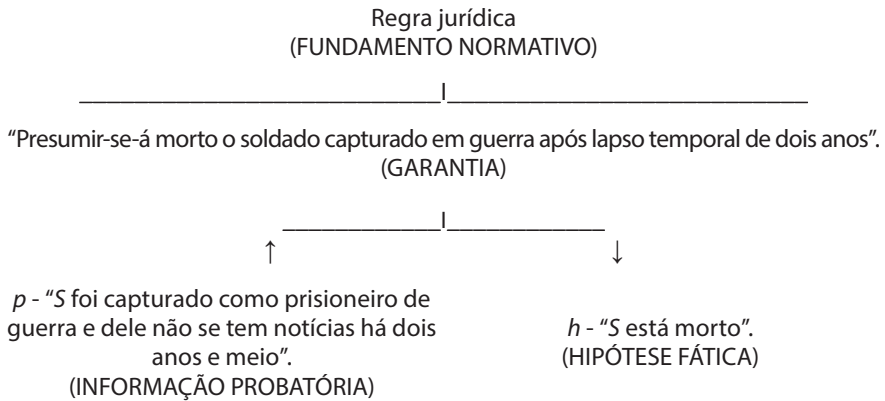 Regra jurídica
(FUNDAMENTO NORMATIVO)
___________________________I___________________________
“Presumir-se-á morto o soldado capturado em guerra após lapso temporal de dois anos”.
(GARANTIA)
____________I____________
↑ ↓
p - “S foi capturado como prisioneiro de
guerra e dele não se tem notícias há dois
anos e meio”.
(INFORMAÇÃO PROBATÓRIA)
h - “S está morto”.
(HIPÓTESE FÁTICA)